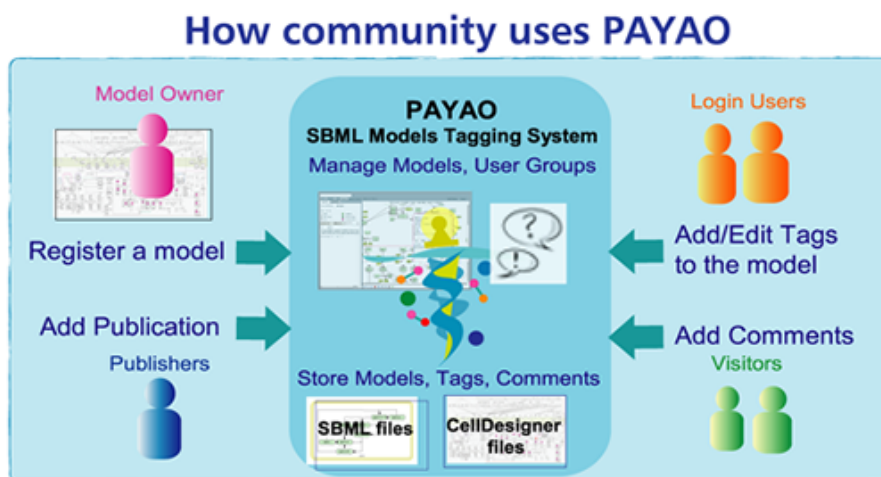 How community uses PAYAO
Model Owner
Register a model
Add Publication
Publishers
PAYAO
SBML Models Tagging System
Manage Models, User Groups
?
!
Store Models, Tags, Comments
SBML files
CellDesigner
files
Login Users
Add/Edit Tags
to the model
Add Comments
Visitors